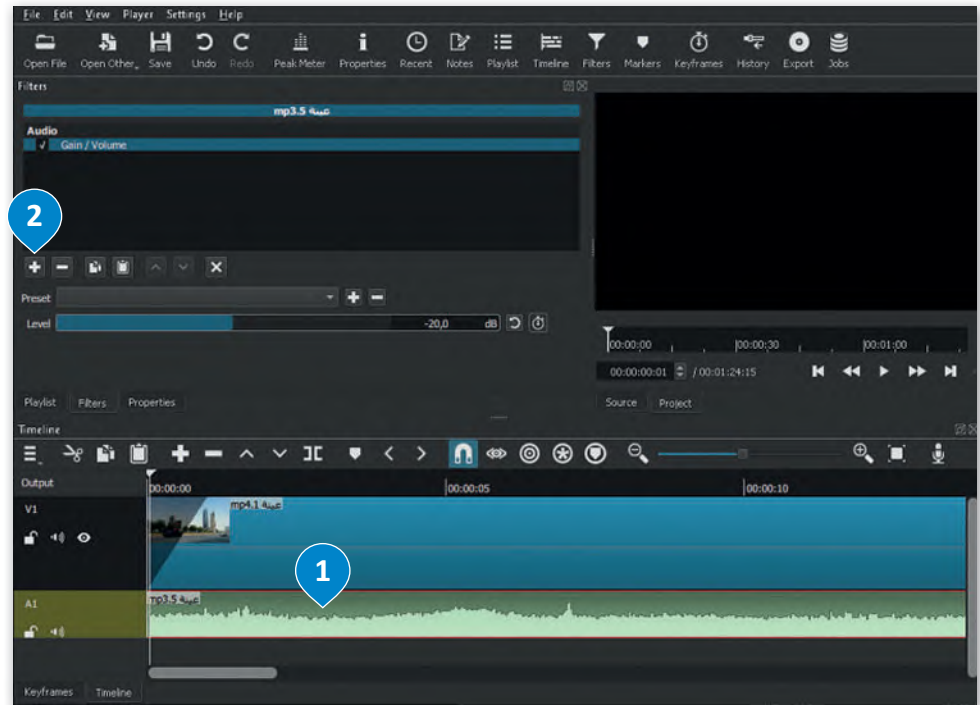 File Edit View Player Settings Help
Open File Open Other... Save Undo Redo Peak Meter Properties Recent Notes Playlist Timeline Filters Markers Keyframes History Export Jobs
Filters
عينة 5.mp3
Audio
✓ Gain / Volume
2
Preset
Level -20,0 dB
00:00:00 00:00:30 00:01:00
00:00:00:01 / 00:01:24:15
Playlist Filters Properties
Source Project
Timeline
Output 00:00:00 00:00:05 00:00:10
V1
عينة 1.mp4
1
A1
عينة 5.mp3
Keyframes Timeline